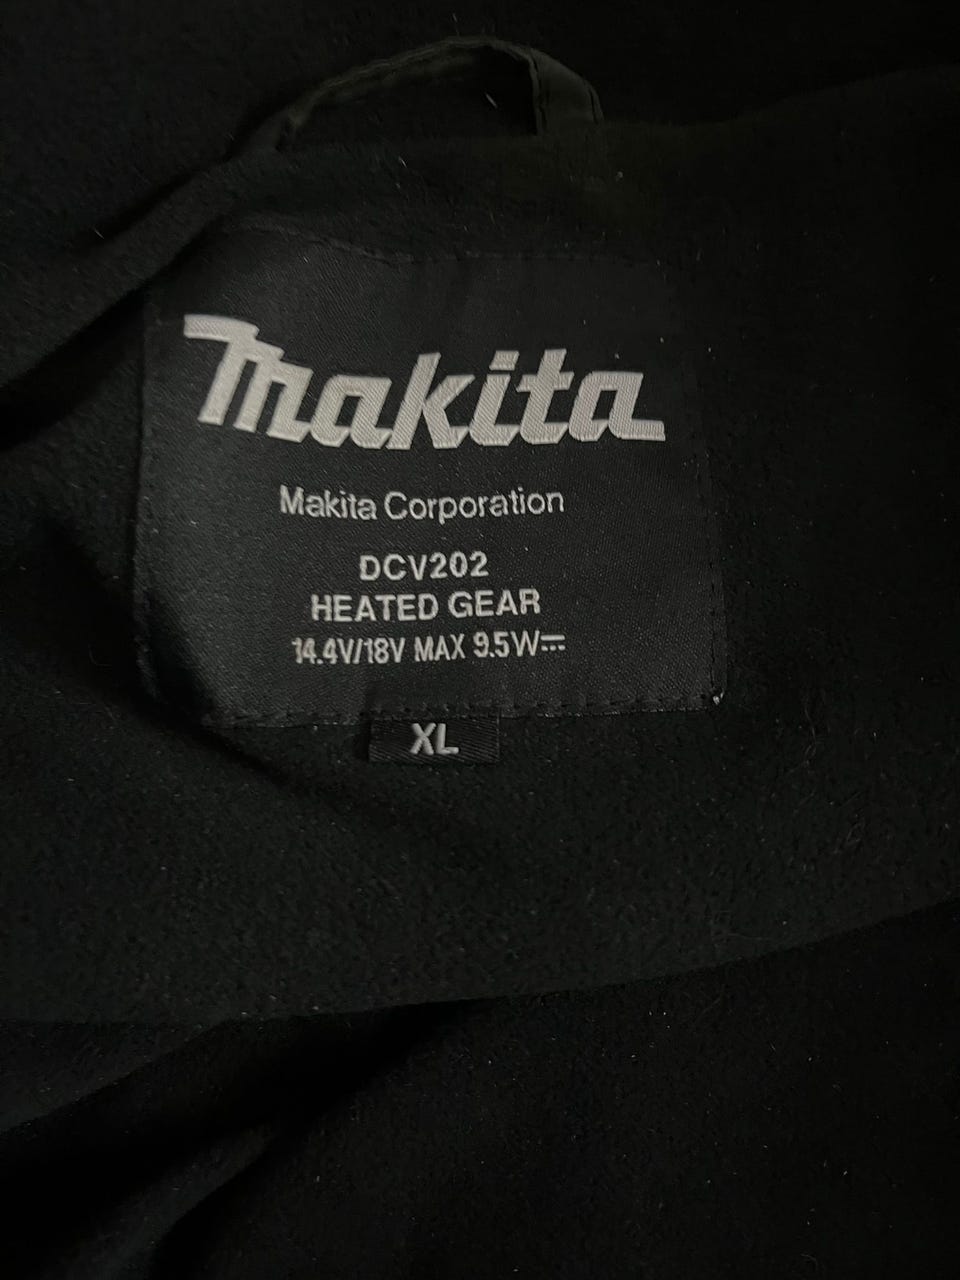 makita
Makita Corporation
DCV202
HEATED GEAR
14.4V/18V MAX 9.5W⎓
XL